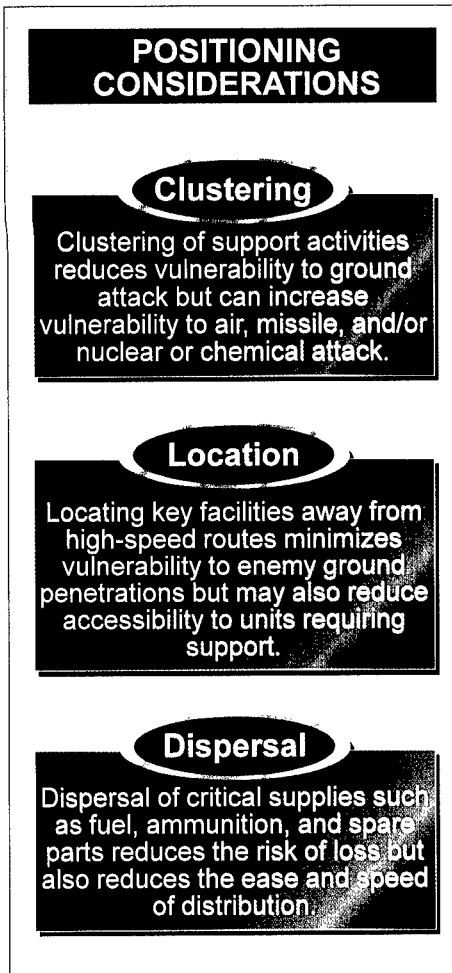 POSITIONING
CONSIDERATIONS
Clustering
Clustering of support activities
reduces vulnerability to ground
attack but can increase
vulnerability to air, missile, and/or
nuclear or chemical attack.
Location
Locating key facilities away from
high-speed routes minimizes
vulnerability to enemy ground
penetrations but may also reduce
accessibility to units requiring
support.
Dispersal
Dispersal of critical supplies such
as fuel, ammunition, and spare
parts reduces the risk of loss but
also reduces the ease and speed
of distribution.